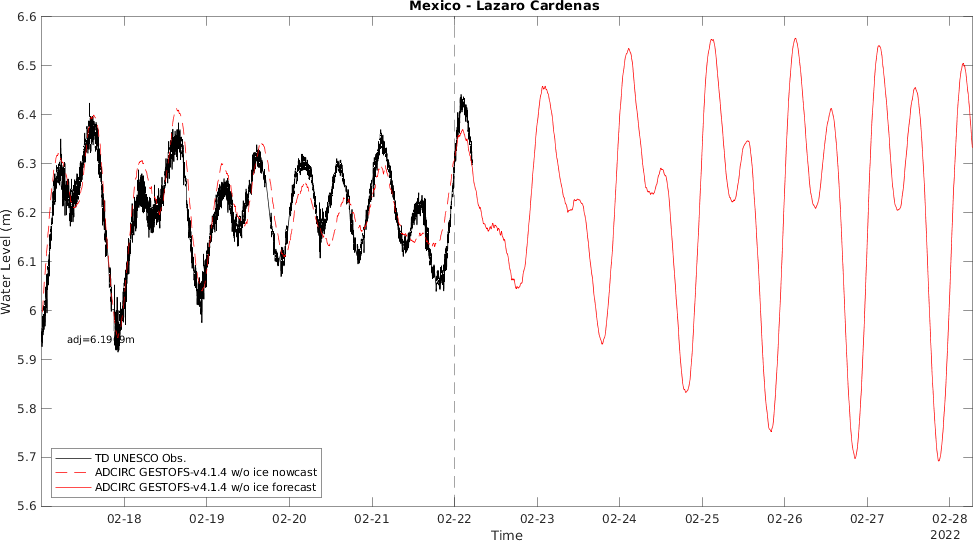 Mexico - Lazaro Cardenas
6.6
6.5
6.4
6.3
6.2
6.1
6
5.9
5.8
5.7
5.6
Water Level (m)
TD UNESCO Obs.
ADCIRC GESTOFS-v4.1.4 w/o ice nowcast
ADCIRC GESTOFS-v4.1.4 w/o ice forecast
02-18 02-19 02-20 02-21 02-22 02-23 02-24 02-25 02-26 02-27 02-28
Time
2022